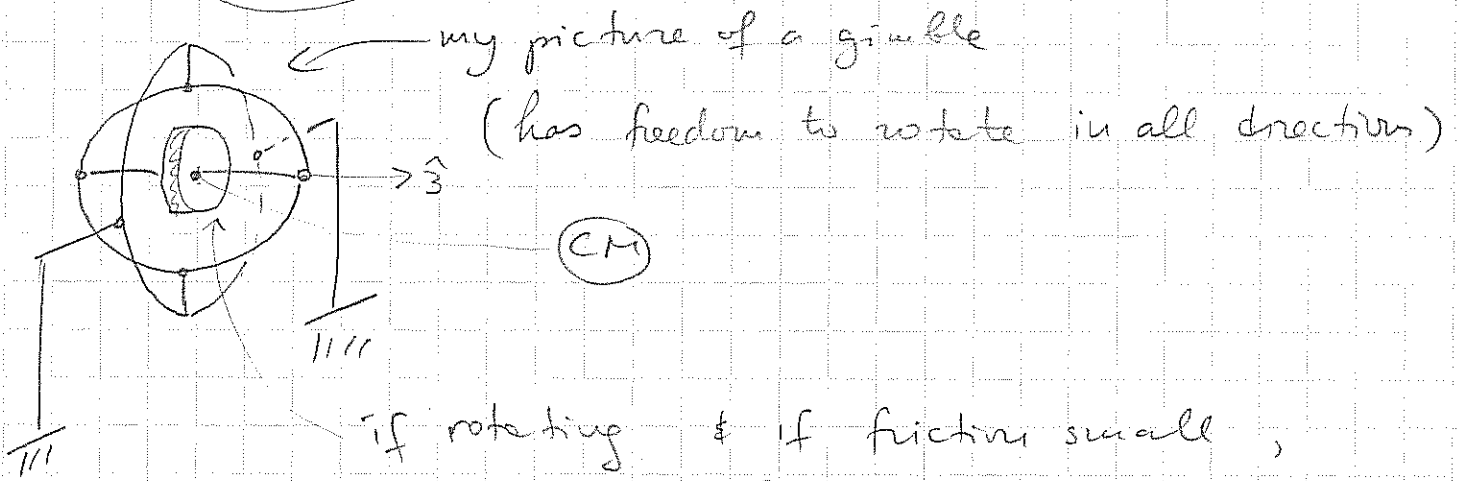 my picture of a gimble
(has freedom to rotate in all directions)
→ 3̂
CM
if rotating & if friction small ,